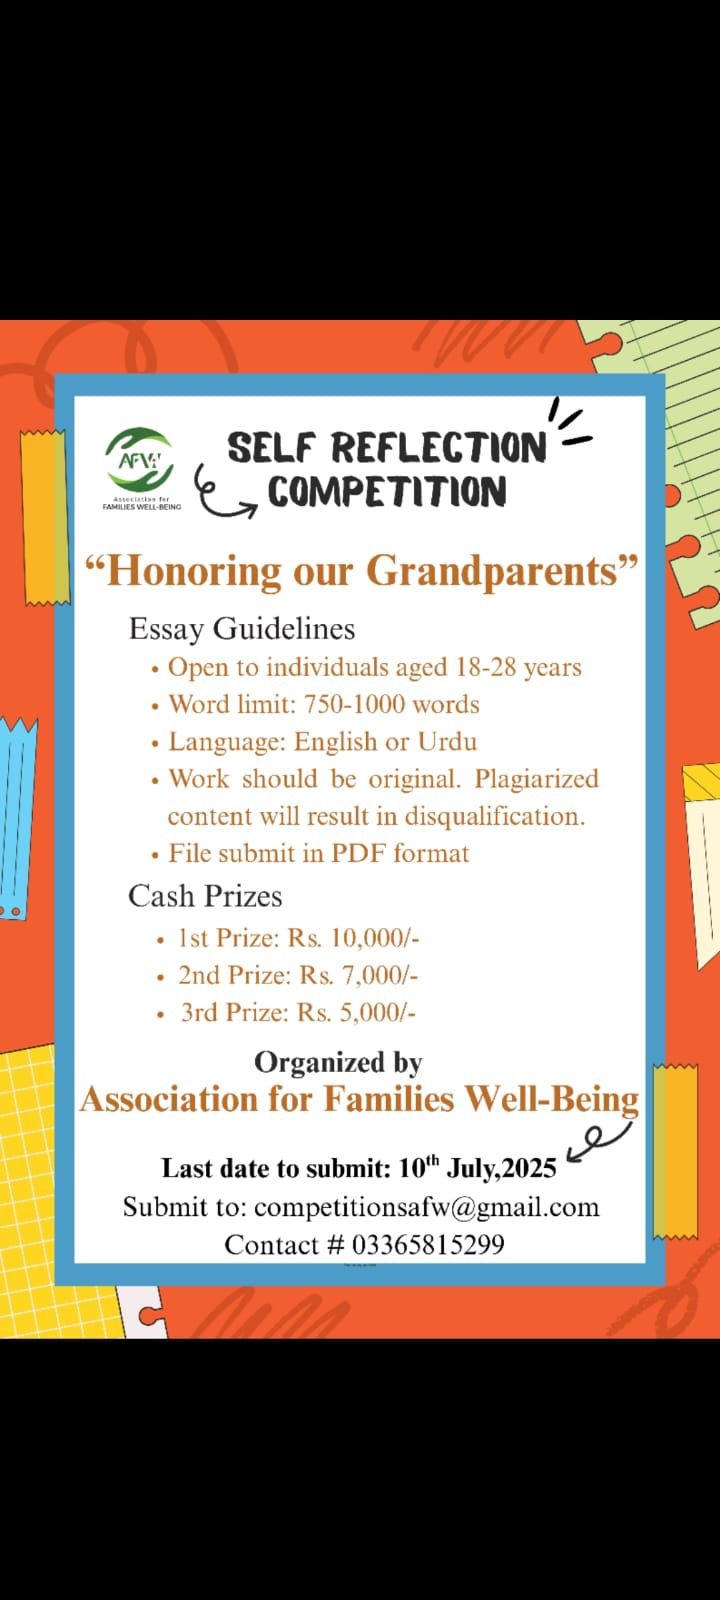 AFW
Association for
FAMILIES WELL-BEING
SELF REFLECTION
COMPETITION
“Honoring our Grandparents”
Essay Guidelines
• Open to individuals aged 18-28 years
• Word limit: 750-1000 words
• Language: English or Urdu
• Work should be original. Plagiarized
content will result in disqualification.
• File submit in PDF format
Cash Prizes
• 1st Prize: Rs. 10,000/-
• 2nd Prize: Rs. 7,000/-
• 3rd Prize: Rs. 5,000/-
Organized by
Association for Families Well-Being
Last date to submit: 10th July,2025
Submit to: competitionsafw@gmail.com
Contact # 03365815299